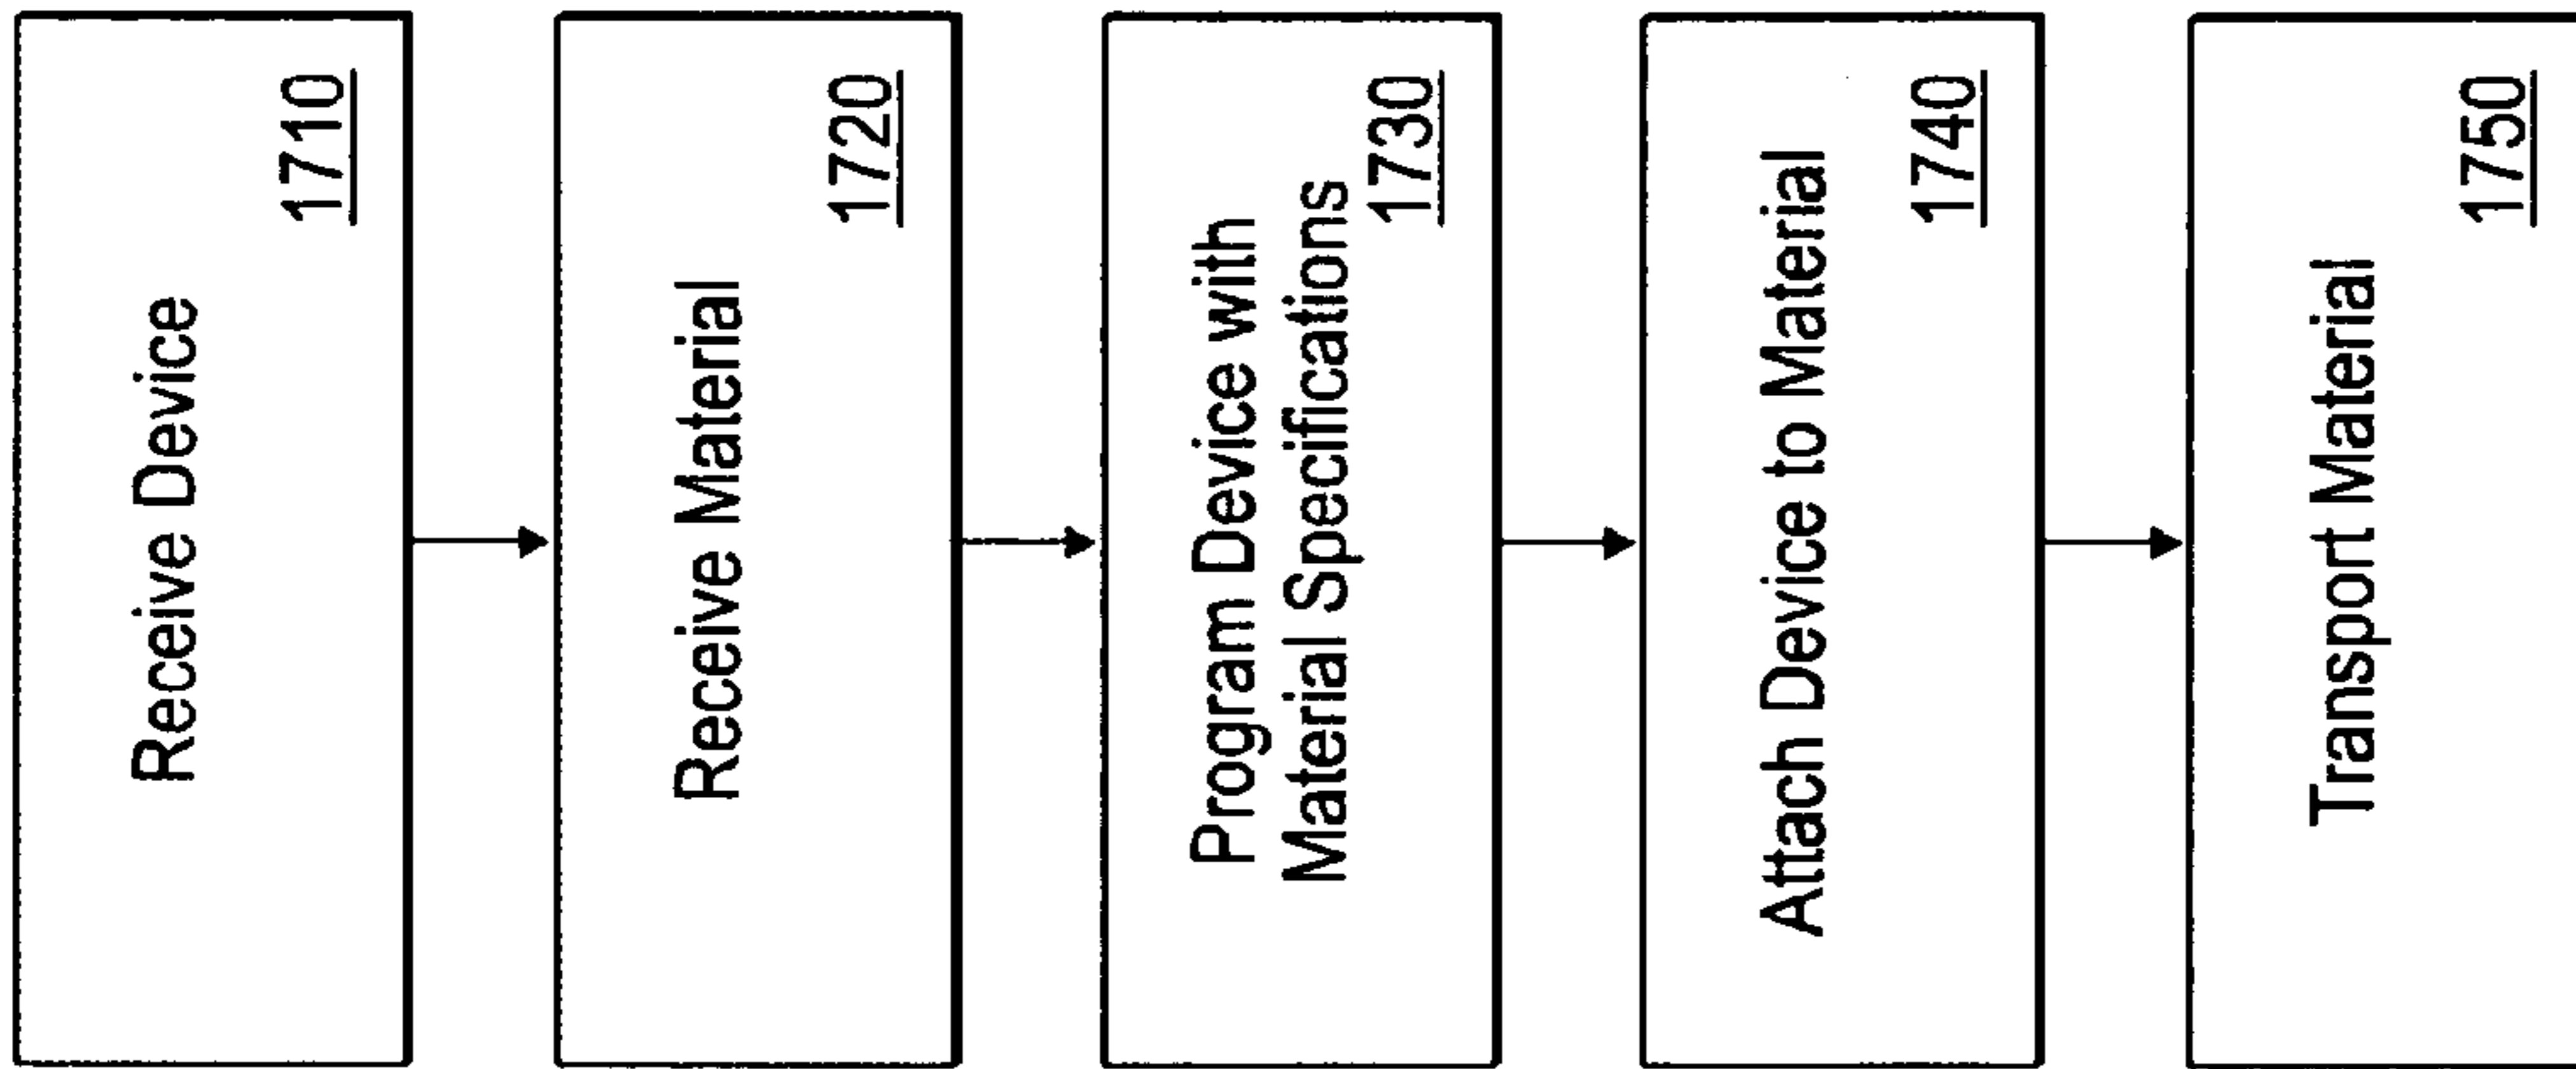 Receive Device
1710
Receive Material
1720
Program Device with
Material Specifications
1730
Attach Device to Material
1740
Transport Material
1750